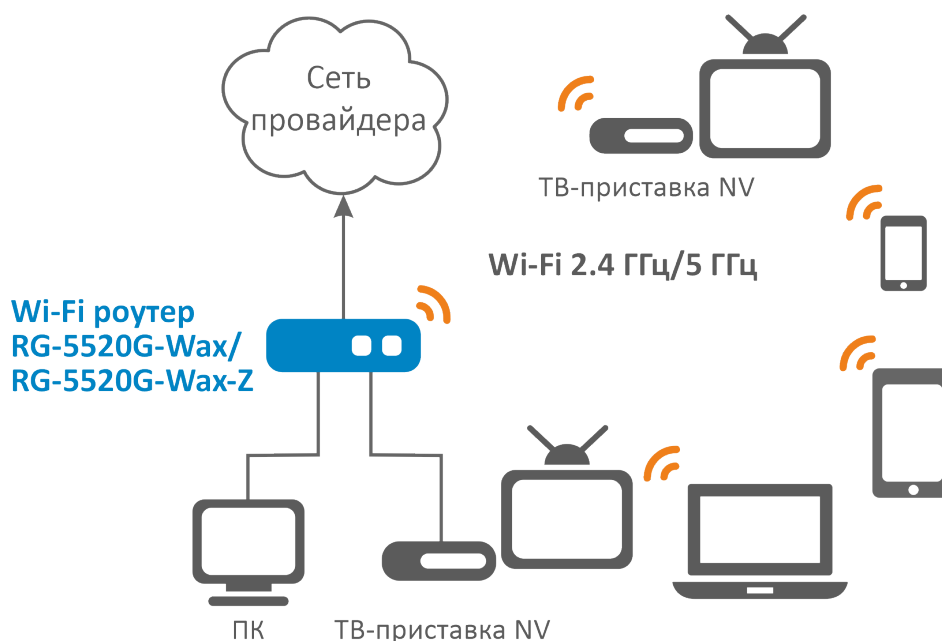 Сеть
провайдера
ТВ-приставка NV
Wi-Fi 2.4 ГГц/5 ГГц
Wi-Fi роутер
RG-5520G-Wax/
RG-5520G-Wax-Z
ПК
ТВ-приставка NV